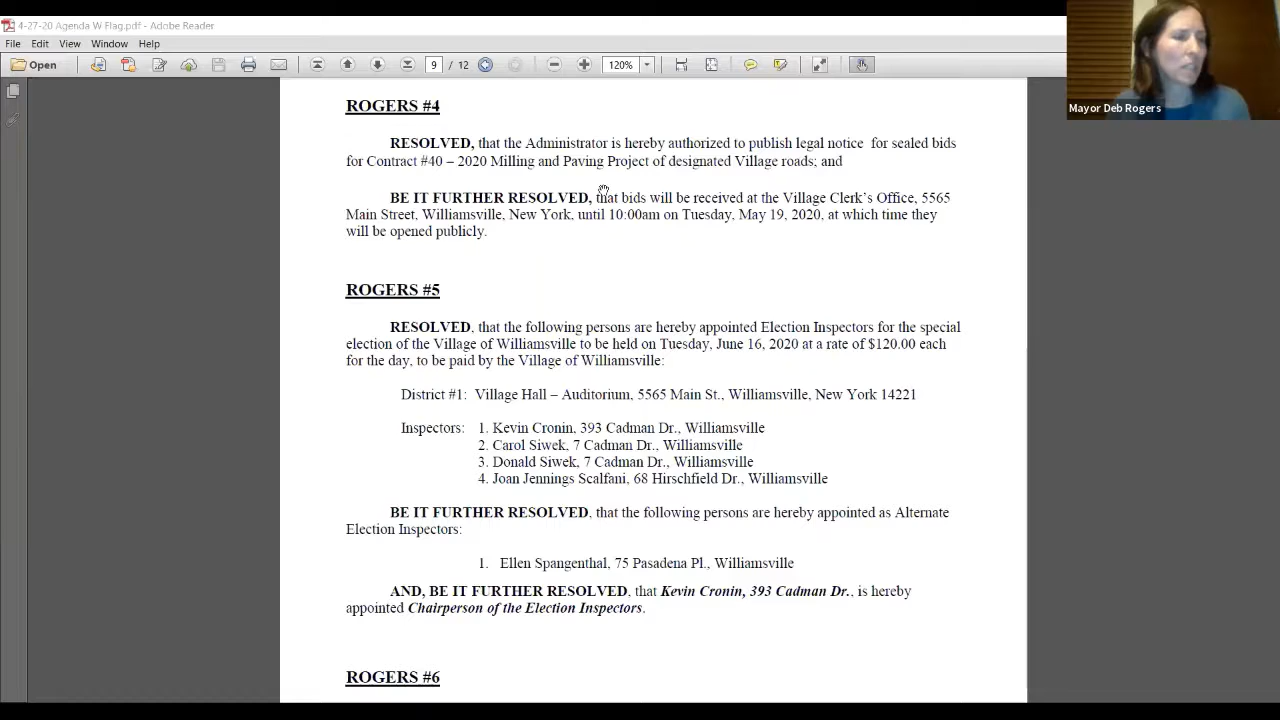 4-27-20 Agenda W Flag.pdf - Adobe Reader
File Edit View Window Help
Open 9 / 12 120%
Mayor Deb Rogers
ROGERS #4
RESOLVED, that the Administrator is hereby authorized to publish legal notice for sealed bids
for Contract #40 – 2020 Milling and Paving Project of designated Village roads; and
BE IT FURTHER RESOLVED, that bids will be received at the Village Clerk's Office, 5565
Main Street, Williamsville, New York, until 10:00am on Tuesday, May 19, 2020, at which time they
will be opened publicly.
ROGERS #5
RESOLVED, that the following persons are hereby appointed Election Inspectors for the special
election of the Village of Williamsville to be held on Tuesday, June 16, 2020 at a rate of $120.00 each
for the day, to be paid by the Village of Williamsville:
District #1: Village Hall – Auditorium, 5565 Main St., Williamsville, New York 14221
Inspectors: 1. Kevin Cronin, 393 Cadman Dr., Williamsville
2. Carol Siwek, 7 Cadman Dr., Williamsville
3. Donald Siwek, 7 Cadman Dr., Williamsville
4. Joan Jennings Scalfani, 68 Hirschfield Dr., Williamsville
BE IT FURTHER RESOLVED, that the following persons are hereby appointed as Alternate
Election Inspectors:
1. Ellen Spangenthal, 75 Pasadena Pl., Williamsville
AND, BE IT FURTHER RESOLVED, that Kevin Cronin, 393 Cadman Dr., is hereby
appointed Chairperson of the Election Inspectors.
ROGERS #6